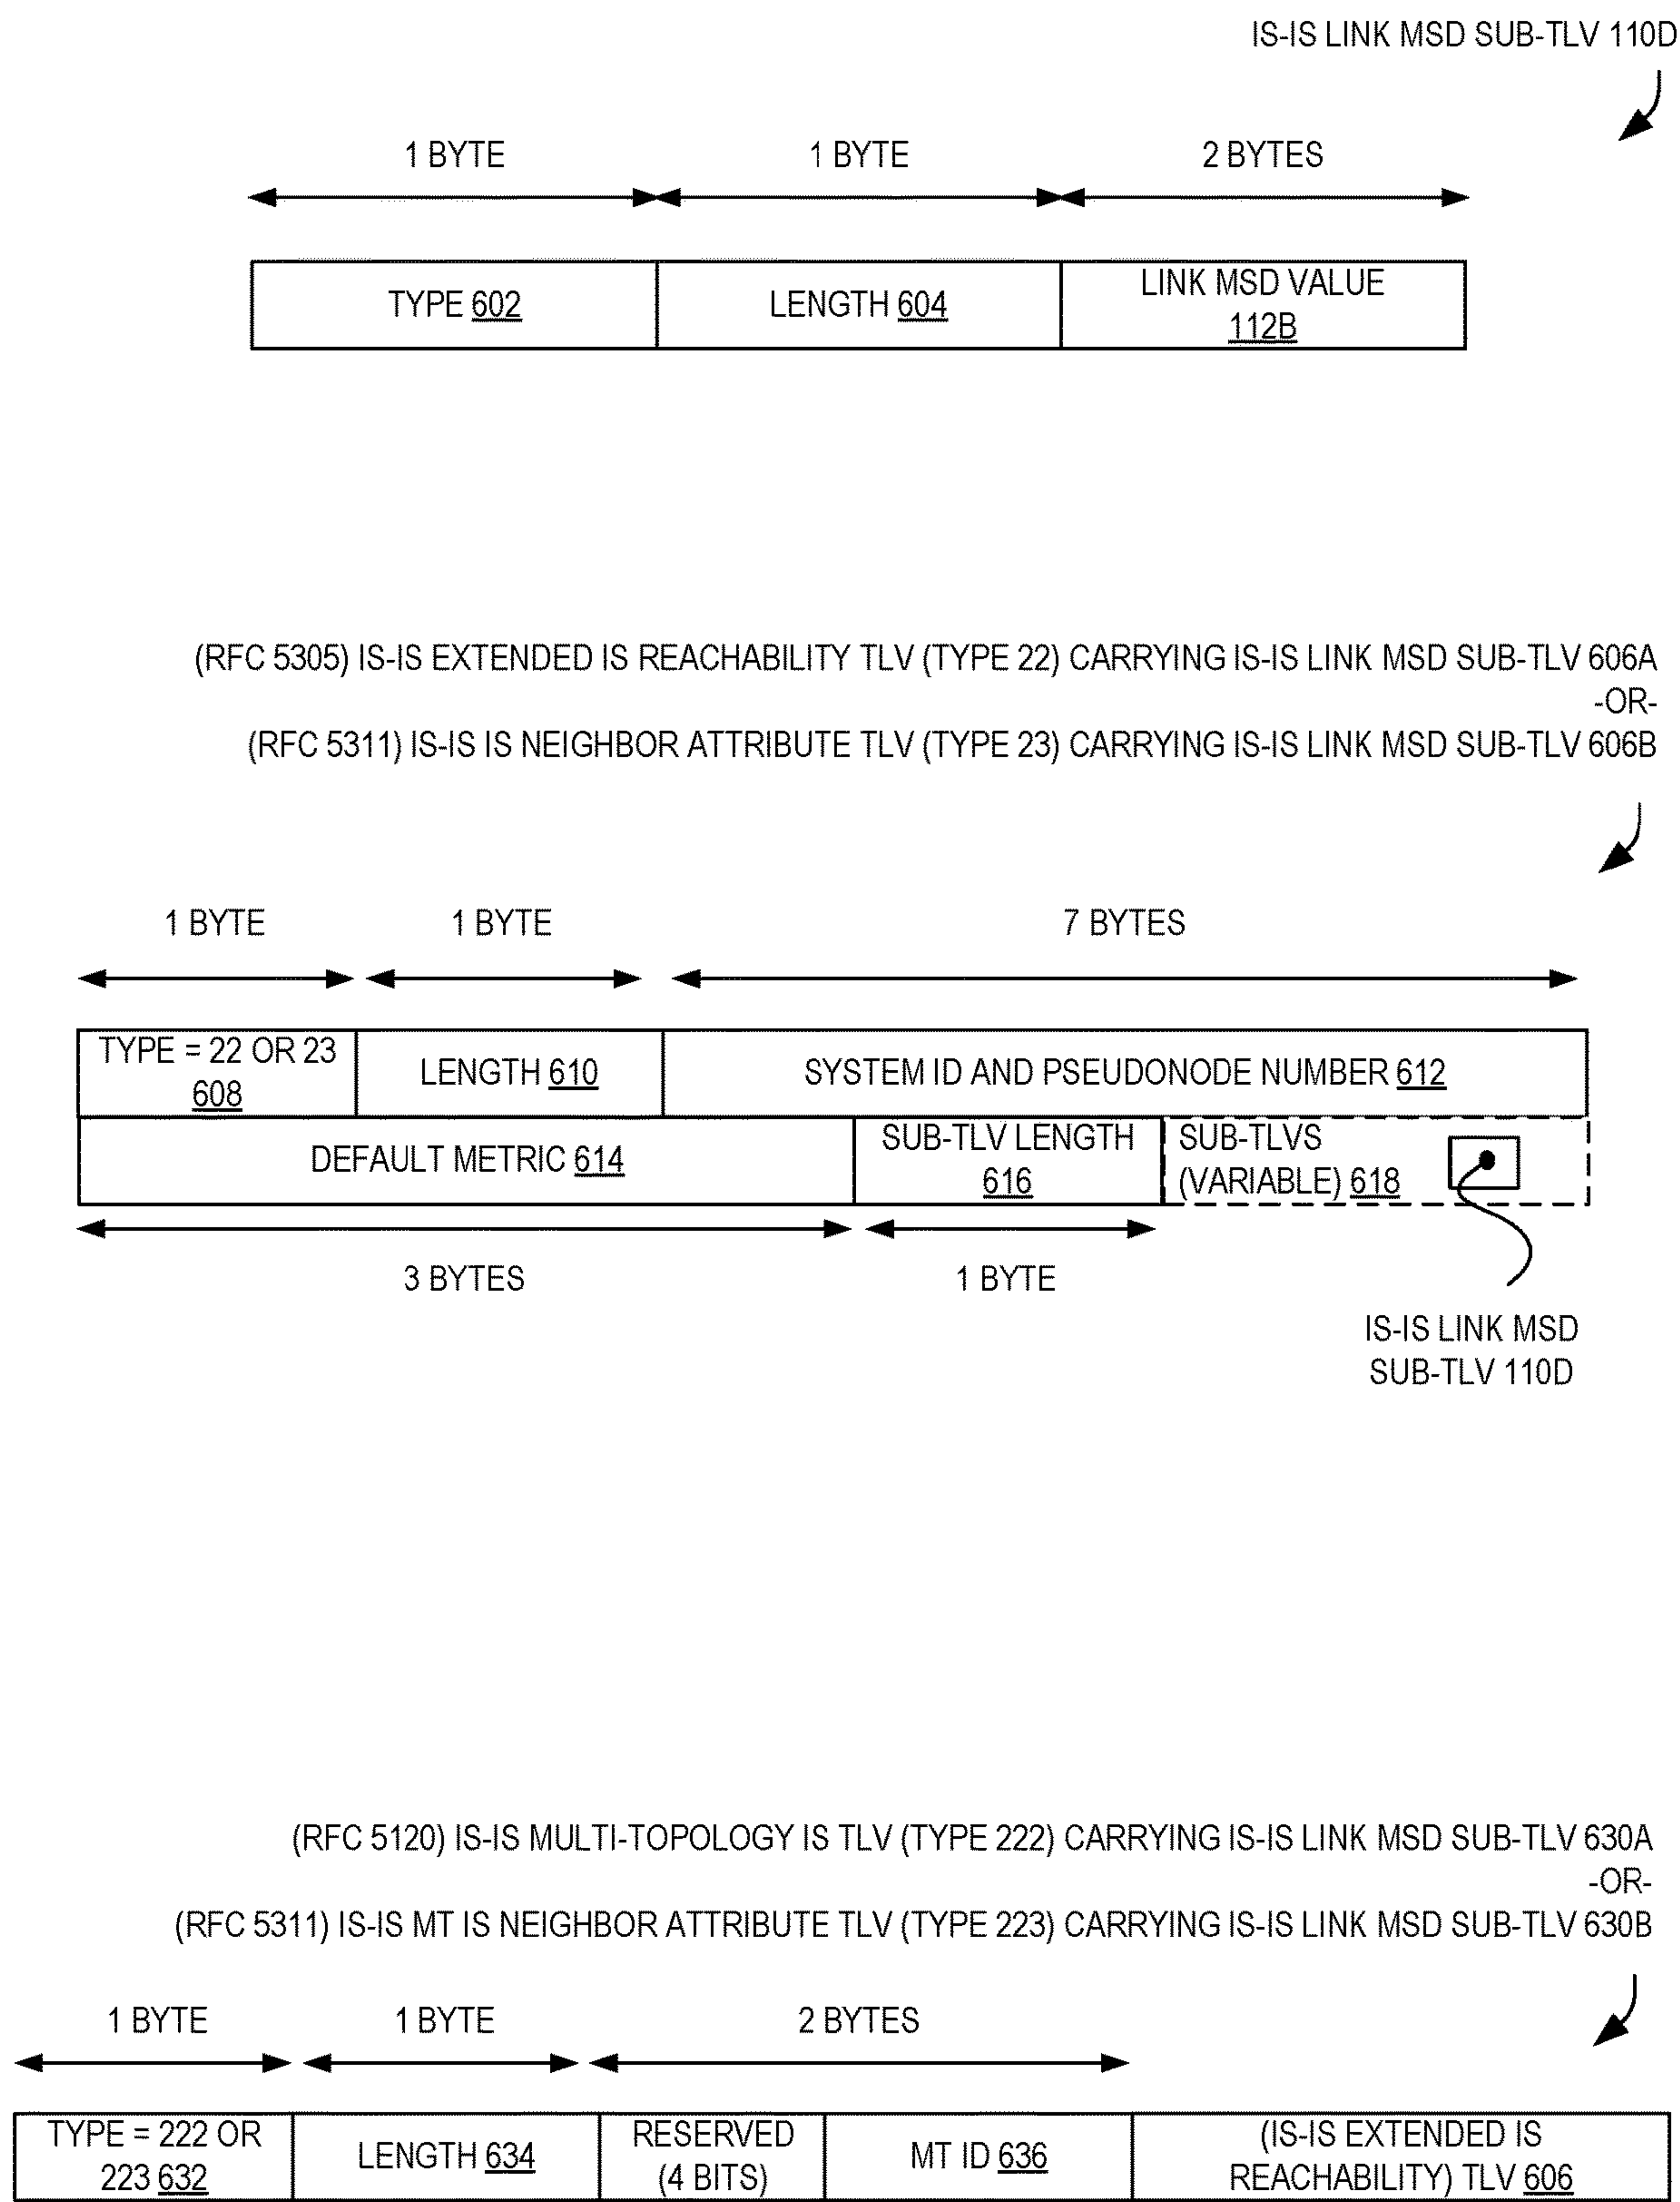 IS-IS LINK MSD SUB-TLV 110D
1 BYTE 1 BYTE 2 BYTES
TYPE 602 LENGTH 604 LINK MSD VALUE
112B
(RFC 5305) IS-IS EXTENDED IS REACHABILITY TLV (TYPE 22) CARRYING IS-IS LINK MSD SUB-TLV 606A
-OR-
(RFC 5311) IS-IS IS NEIGHBOR ATTRIBUTE TLV (TYPE 23) CARRYING IS-IS LINK MSD SUB-TLV 606B
1 BYTE 1 BYTE 7 BYTES
TYPE = 22 OR 23
608
LENGTH 610
SYSTEM ID AND PSEUDONODE NUMBER 612
DEFAULT METRIC 614
SUB-TLV LENGTH
616
SUB-TLVS
(VARIABLE) 618
3 BYTES 1 BYTE
IS-IS LINK MSD
SUB-TLV 110D
(RFC 5120) IS-IS MULTI-TOPOLOGY IS TLV (TYPE 222) CARRYING IS-IS LINK MSD SUB-TLV 630A
-OR-
(RFC 5311) IS-IS MT IS NEIGHBOR ATTRIBUTE TLV (TYPE 223) CARRYING IS-IS LINK MSD SUB-TLV 630B
1 BYTE 1 BYTE 2 BYTES
TYPE = 222 OR
223 632
LENGTH 634
RESERVED
(4 BITS)
MT ID 636
(IS-IS EXTENDED IS
REACHABILITY) TLV 606